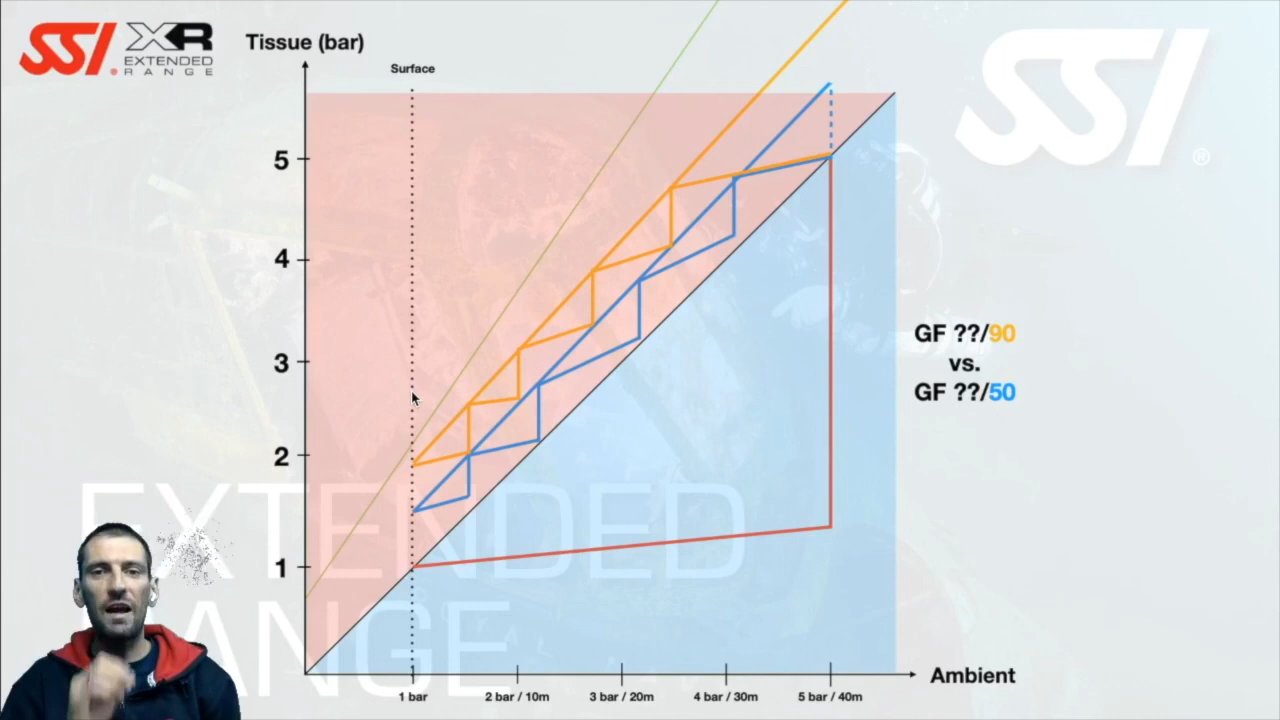 SSI XR
EXTENDED
RANGE
Tissue (bar)
Surface
SSI
®
5
4
3
2
1
GF ??/90
vs.
GF ??/50
EXTENDED
RANGE
Ambient
1 bar
2 bar / 10m
3 bar / 20m
4 bar / 30m
5 bar / 40m